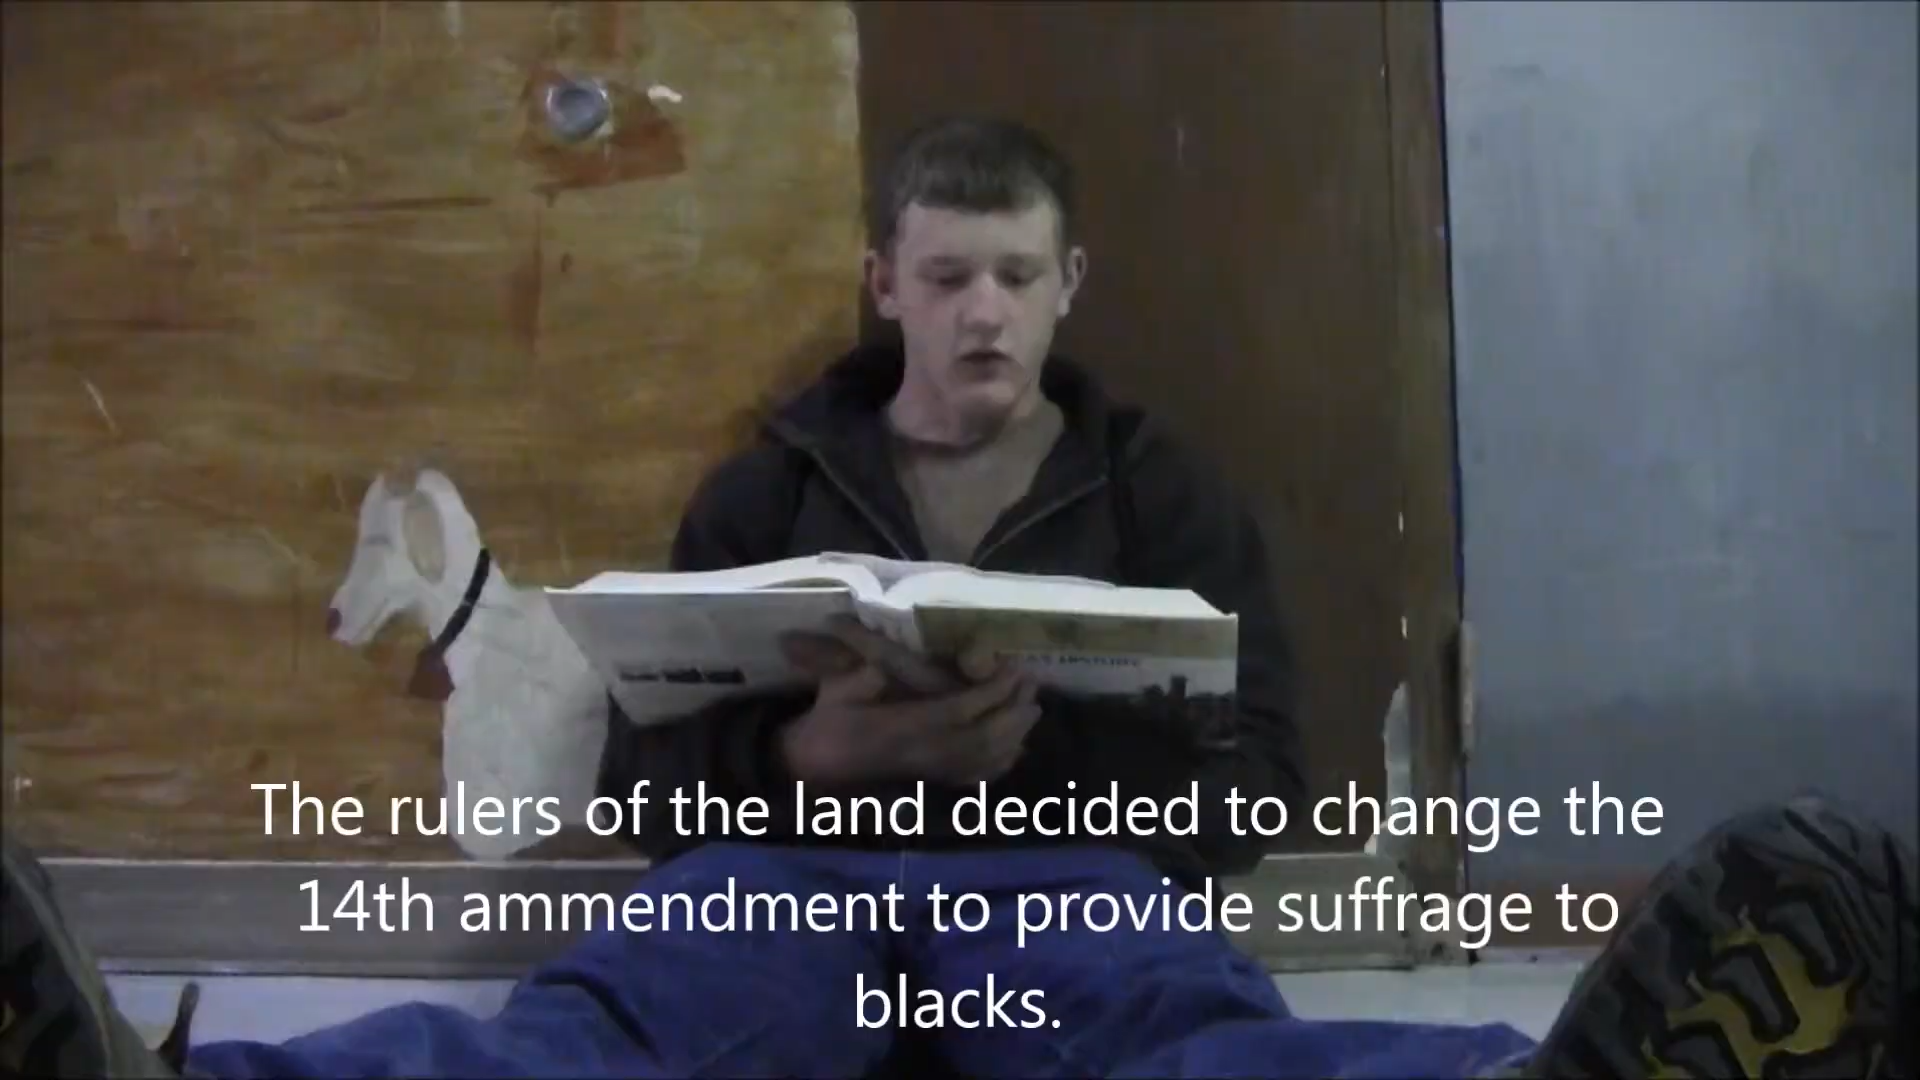 The rulers of the land decided to change the
14th ammendment to provide suffrage to
blacks.